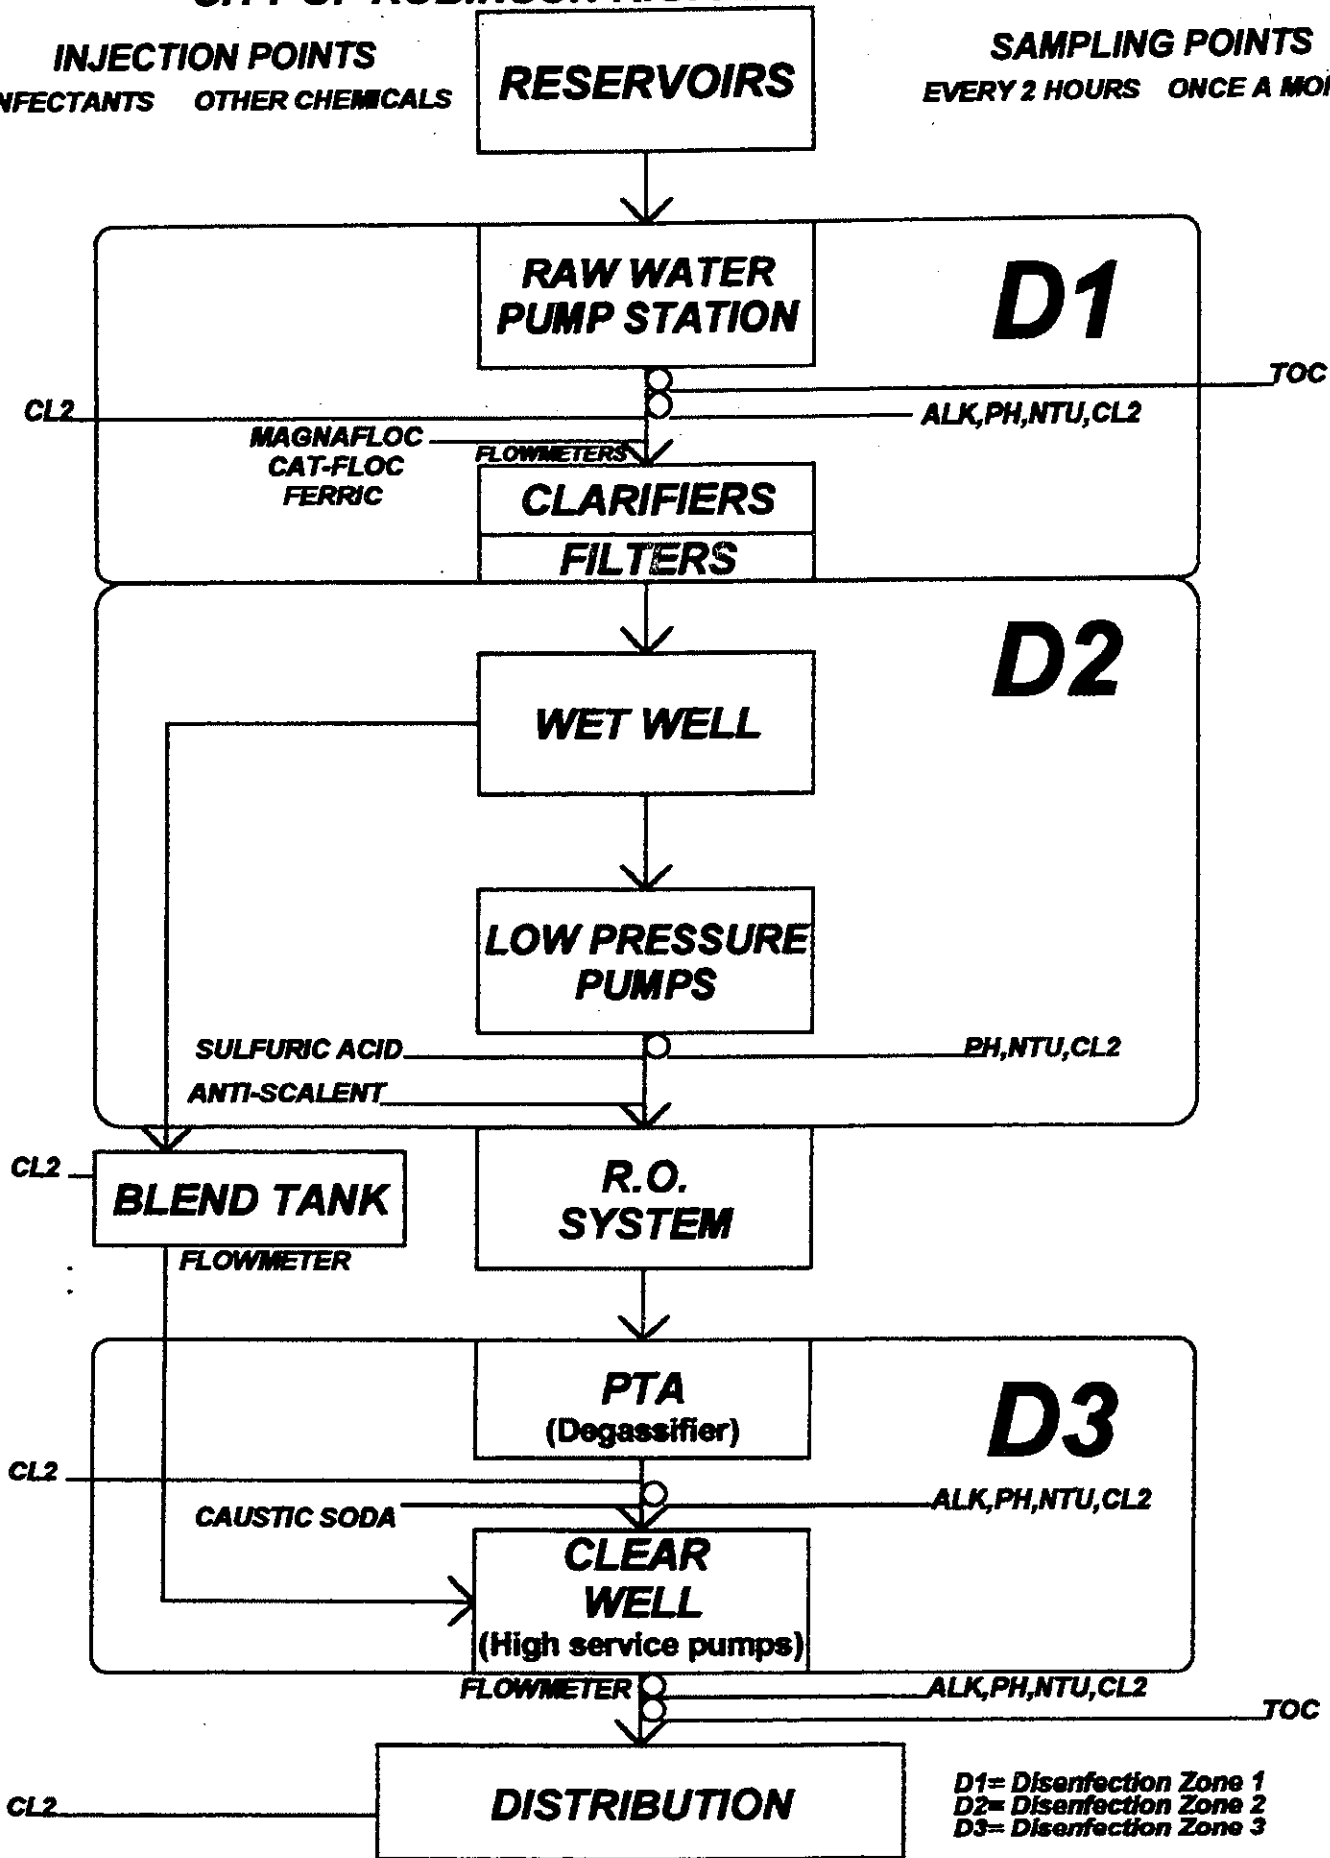 CITY OF ROBINSON
INJECTION POINTS
OTHER CHEMICALS
RESERVOIRS
SAMPLING POINTS
EVERY 2 HOURS ONCE A
RAW WATER
PUMP STATION
D1
TOC
CL2
ALK,PH,NTU,CL2
MAGNAFLOC
CAT-FLOC
FERRIC
FLOWMETERS
CLARIFIERS
FILTERS
D2
WET WELL
LOW PRESSURE
PUMPS
SULFURIC ACID
PH,NTU,CL2
ANTI-SCALENT
CL2
BLEND TANK
FLOWMETER
R.O.
SYSTEM
PTA
(Degassifier)
D3
CL2
CAUSTIC SODA
ALK,PH,NTU,CL2
CLEAR
WELL
(High service pumps)
FLOWMETER
ALK,PH,NTU,CL2
TOC
DISTRIBUTION
CL2
D1= Disenfection Zone 1
D2= Disenfection Zone 2
D3= Disenfection Zone 3